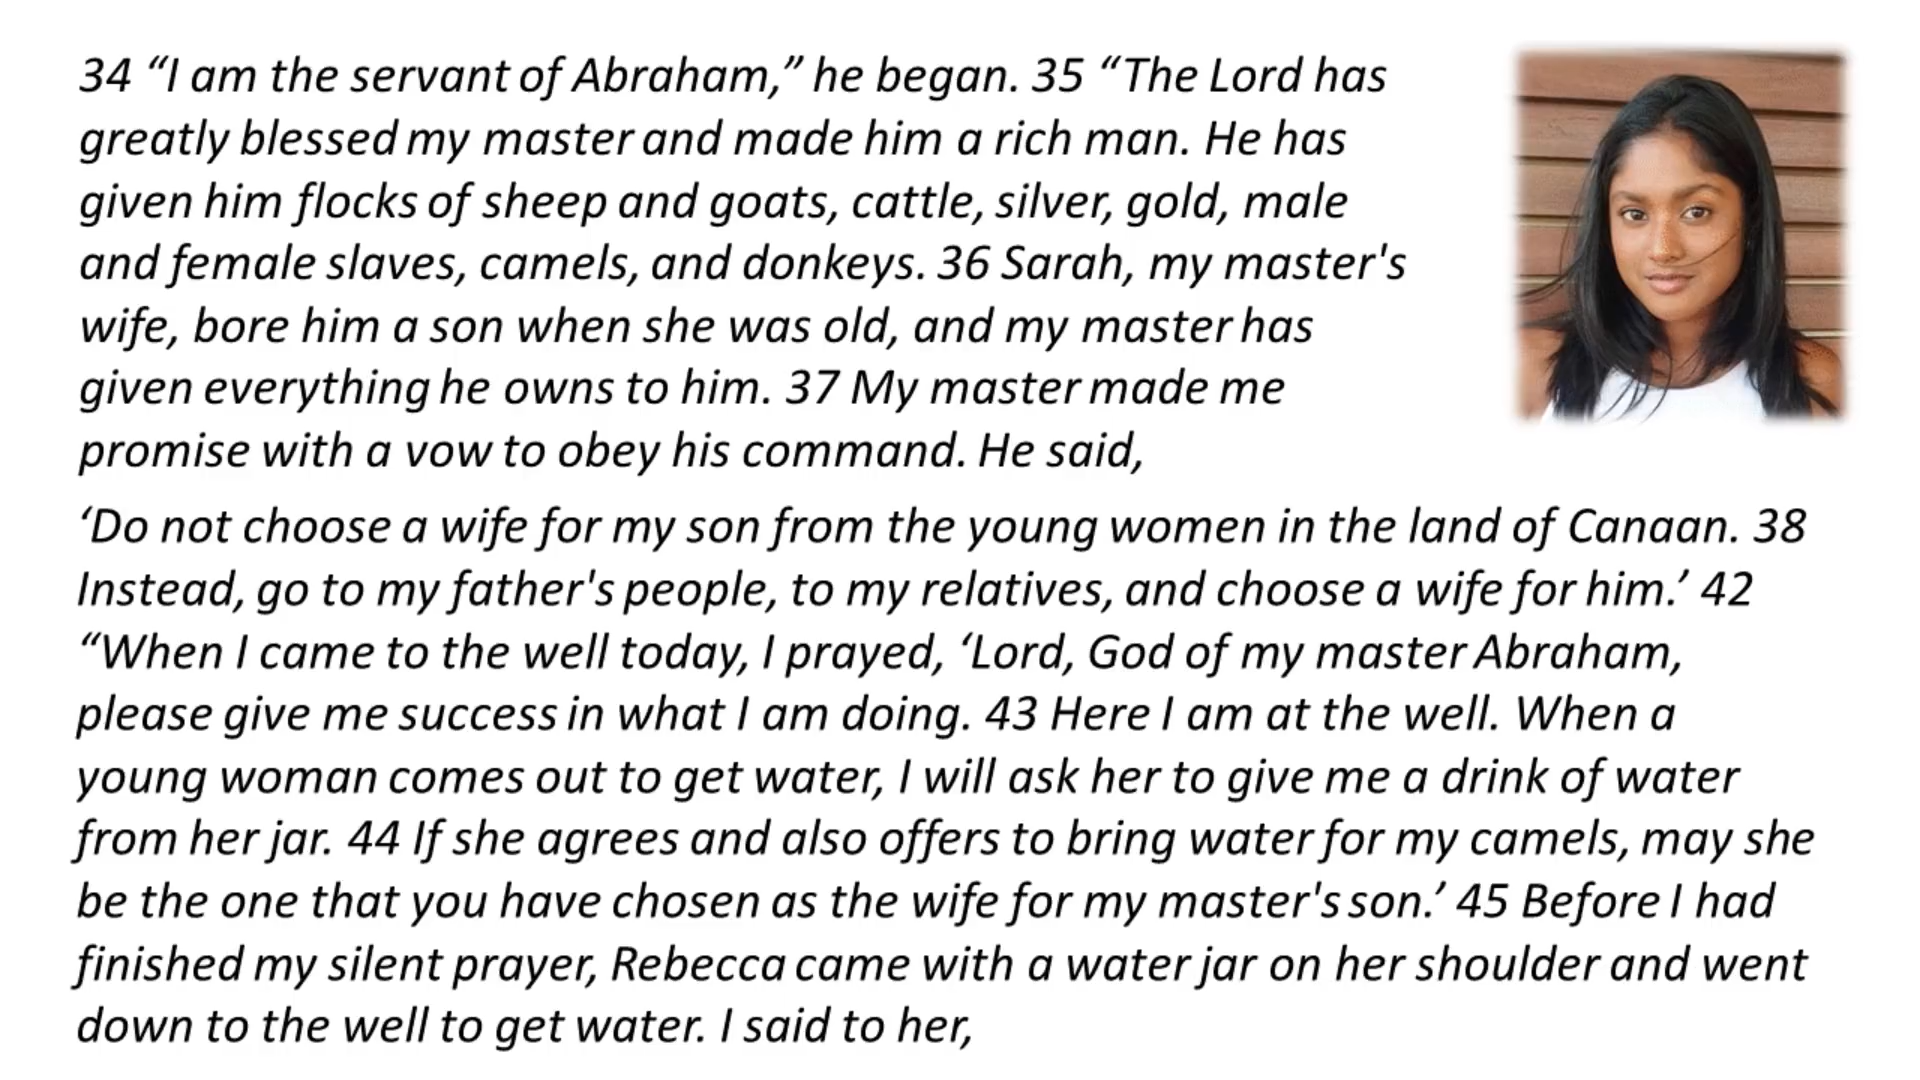 34 “I am the servant of Abraham,” he began. 35 “The Lord has
greatly blessed my master and made him a rich man. He has
given him flocks of sheep and goats, cattle, silver, gold, male
and female slaves, camels, and donkeys. 36 Sarah, my master's
wife, bore him a son when she was old, and my master has
given everything he owns to him. 37 My master made me
promise with a vow to obey his command. He said,
‘Do not choose a wife for my son from the young women in the land of Canaan. 38
Instead, go to my father's people, to my relatives, and choose a wife for him.’ 42
“When I came to the well today, I prayed, ‘Lord, God of my master Abraham,
please give me success in what I am doing. 43 Here I am at the well. When a
young woman comes out to get water, I will ask her to give me a drink of water
from her jar. 44 If she agrees and also offers to bring water for my camels, may she
be the one that you have chosen as the wife for my master's son.’ 45 Before I had
finished my silent prayer, Rebecca came with a water jar on her shoulder and went
down to the well to get water. I said to her,